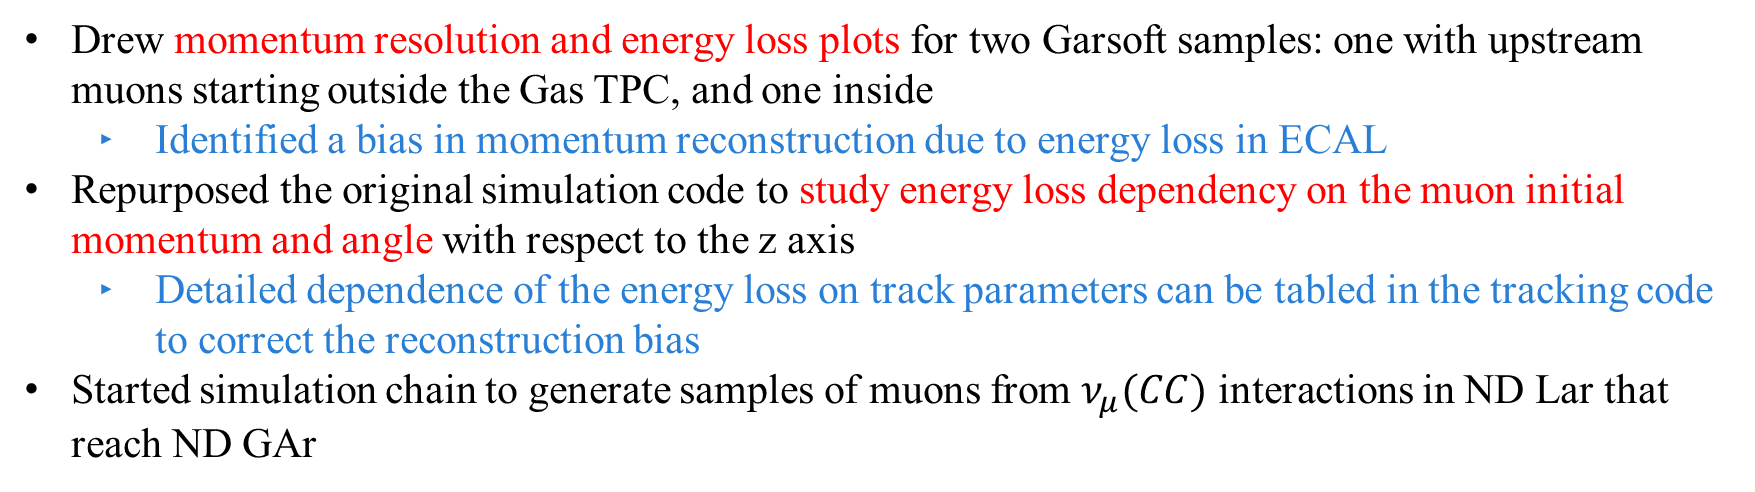 • Drew momentum resolution and energy loss plots for two Garsoft samples: one with upstream
muons starting outside the Gas TPC, and one inside
‣ Identified a bias in momentum reconstruction due to energy loss in ECAL
• Repurposed the original simulation code to study energy loss dependency on the muon initial
momentum and angle with respect to the z axis
‣ Detailed dependence of the energy loss on track parameters can be tabled in the tracking code
to correct the reconstruction bias
• Started simulation chain to generate samples of muons from ν_μ(CC) interactions in ND Lar that
reach ND GAr